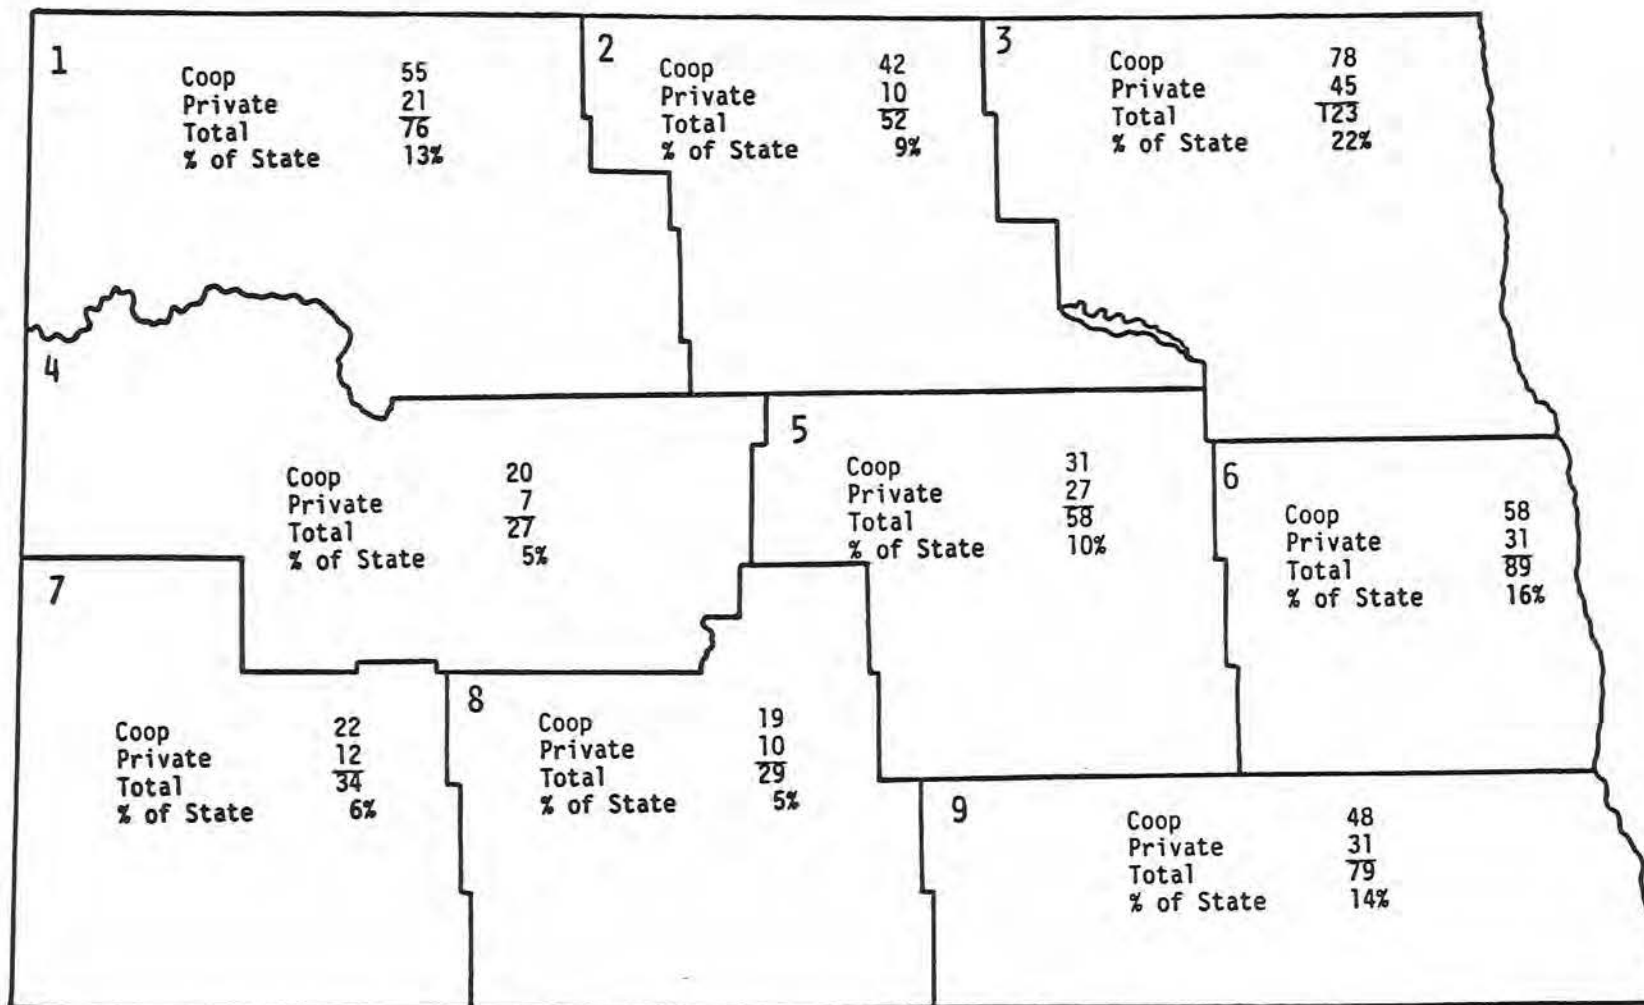 1
Coop 55
Private 21
Total 76
% of State 13%
2
Coop 42
Private 10
Total 52
% of State 9%
3
Coop 78
Private 45
Total 123
% of State 22%
4
Coop 20
Private 7
Total 27
% of State 5%
5
Coop 31
Private 27
Total 58
% of State 10%
6
Coop 58
Private 31
Total 89
% of State 16%
7
Coop 22
Private 12
Total 34
% of State 6%
8
Coop 19
Private 10
Total 29
% of State 5%
9
Coop 48
Private 31
Total 79
% of State 14%